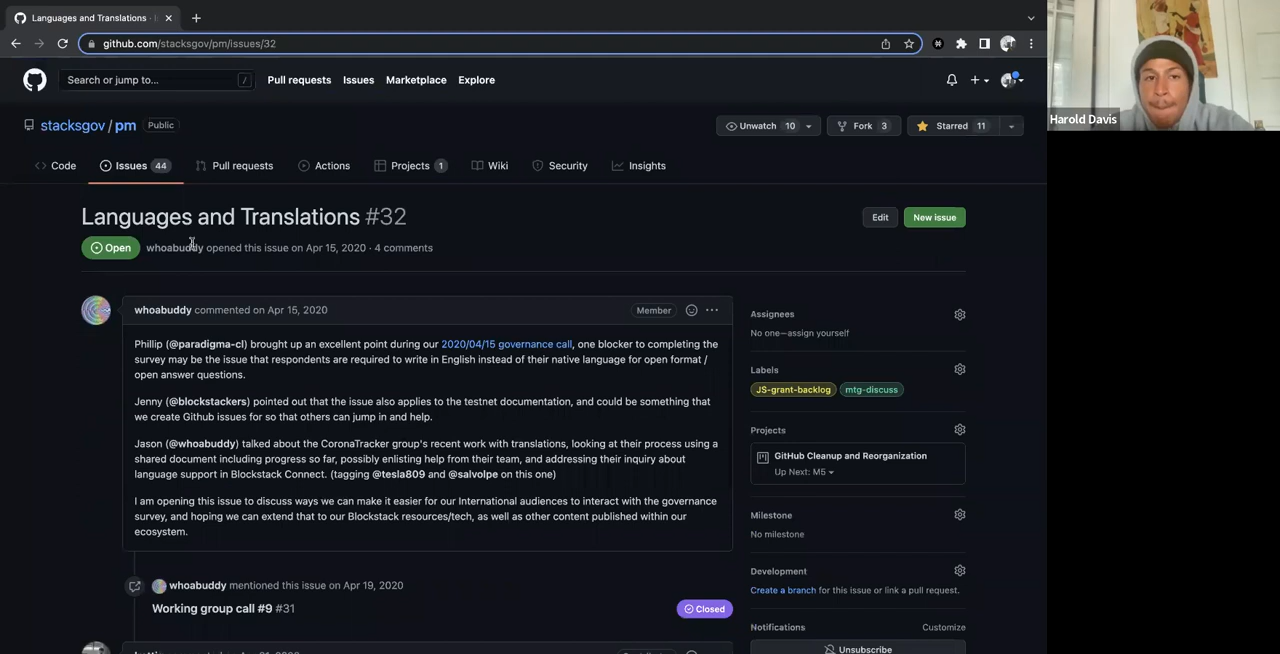 Languages and Translations ·
github.com/stacksgov/pm/issues/32
Search or jump to... /
Pull requests Issues Marketplace Explore
Harold Davis
stacksgov / pm Public
Unwatch 10 Fork 3 Starred 11
Code Issues 44 Pull requests Actions Projects 1 Wiki Security Insights
Languages and Translations #32
Edit New issue
Open whoabuddy opened this issue on Apr 15, 2020 · 4 comments
whoabuddy commented on Apr 15, 2020 Member
Phillip (@paradigma-cl) brought up an excellent point during our 2020/04/15 governance call, one blocker to completing the
survey may be the issue that respondents are required to write in English instead of their native language for open format /
open answer questions.
Jenny (@blockstackers) pointed out that the issue also applies to the testnet documentation, and could be something that
we create Github issues for so that others can jump in and help.
Jason (@whoabuddy) talked about the CoronaTracker group's recent work with translations, looking at their process using a
shared document including progress so far, possibly enlisting help from their team, and addressing their inquiry about
language support in Blockstack Connect. (tagging @tesla809 and @salvolpe on this one)
I am opening this issue to discuss ways we can make it easier for our International audiences to interact with the governance
survey, and hoping we can extend that to our Blockstack resources/tech, as well as other content published within our
ecosystem.
whoabuddy mentioned this issue on Apr 19, 2020
Working group call #9 #31
Closed
Assignees
No one—assign yourself
Labels
JS-grant-backlog mtg-discuss
Projects
GitHub Cleanup and Reorganization
Up Next: M5
Milestone
No milestone
Development
Create a branch for this issue or link a pull request.
Notifications Customize
Unsubscribe